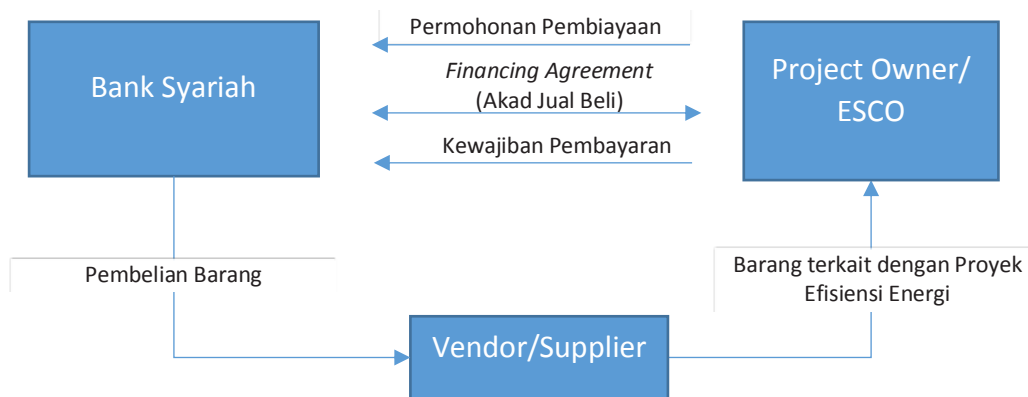 Permohonan Pembiayaan
Bank Syariah
Financing Agreement
(Akad Jual Beli)
Project Owner/
ESCO
Kewajiban Pembayaran
Pembelian Barang
Barang terkait dengan Proyek
Efisiensi Energi
Vendor/Supplier